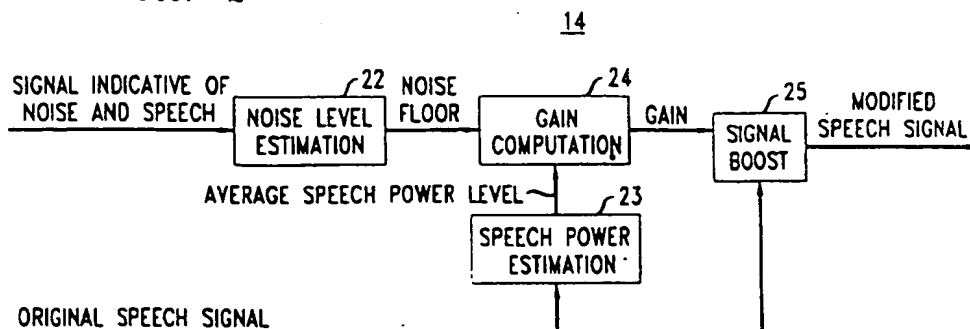 14
SIGNAL INDICATIVE OF
NOISE AND SPEECH
22
NOISE LEVEL
ESTIMATION
NOISE
FLOOR
24
GAIN
COMPUTATION
GAIN
25
SIGNAL
BOOST
MODIFIED
SPEECH SIGNAL
AVERAGE SPEECH POWER LEVEL
23
SPEECH POWER
ESTIMATION
ORIGINAL SPEECH SIGNAL